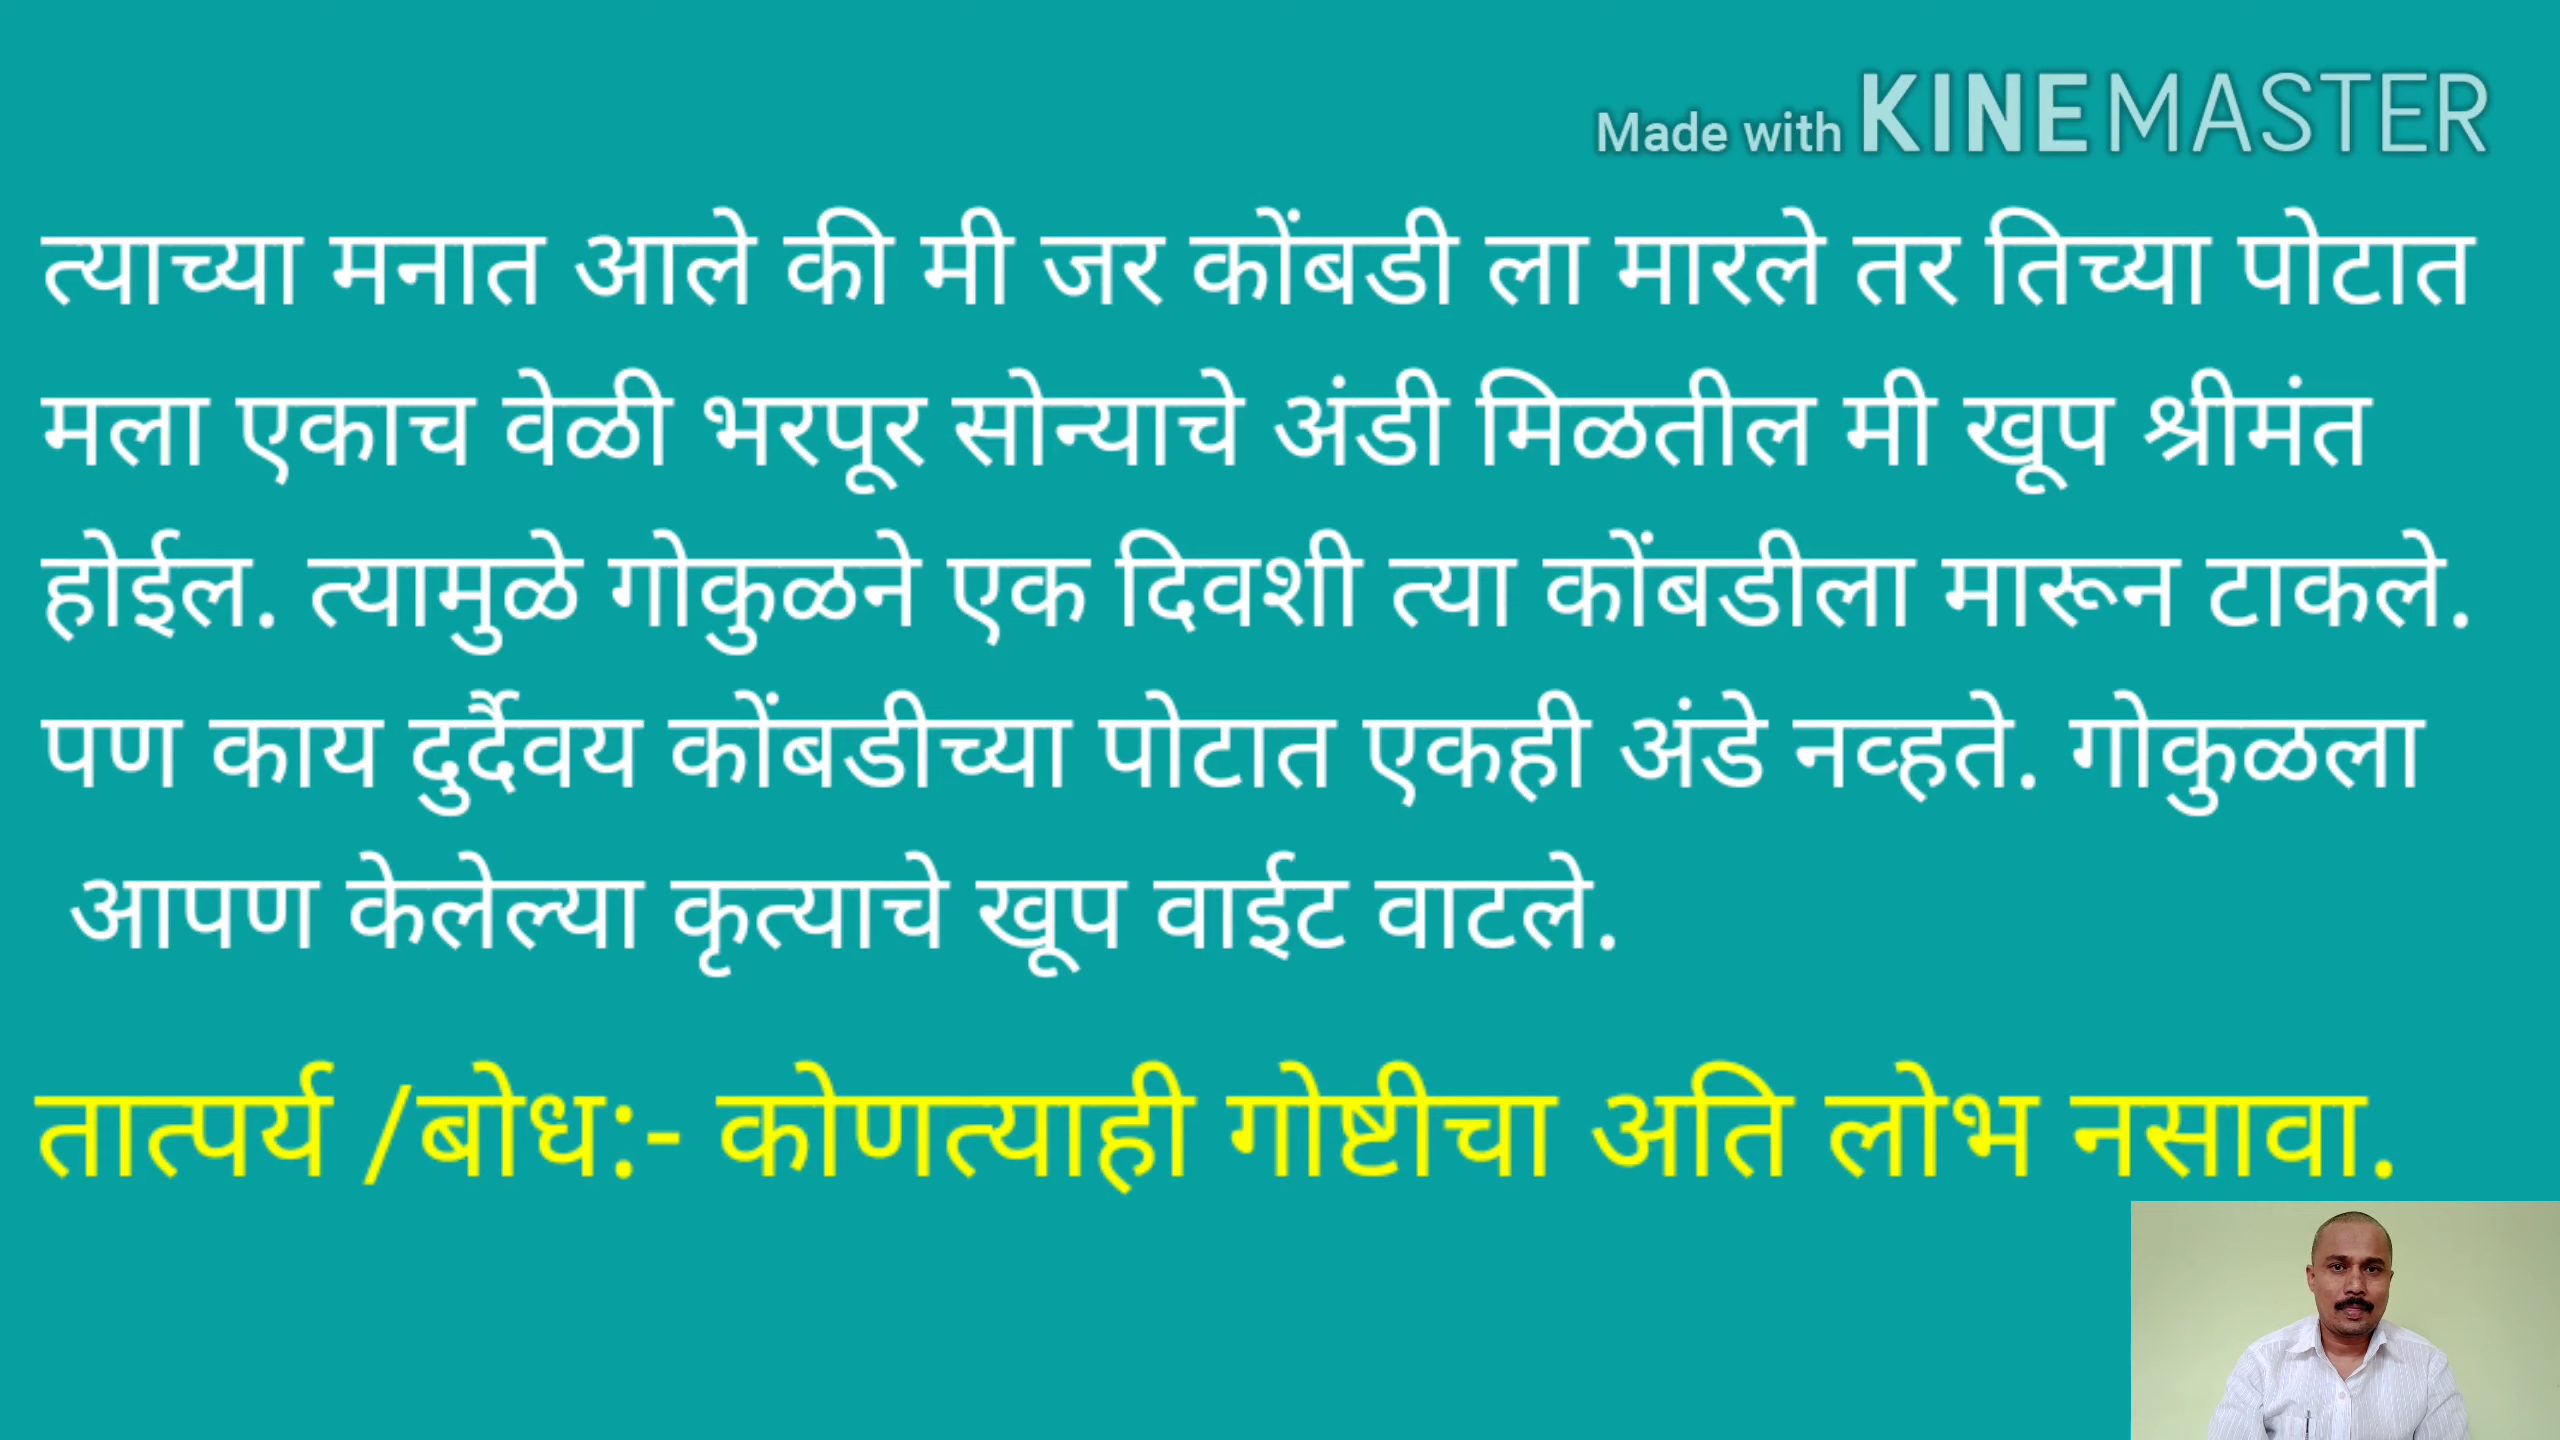 Made with KINEMASTER
त्याच्या मनात आले की मी जर कोंबडी ला मारले तर तिच्या पोटात
मला एकाच वेळी भरपूर सोन्याचे अंडी मिळतील मी खूप श्रीमंत
होईल. त्यामुळे गोकुळने एक दिवशी त्या कोंबडीला मारून टाकले.
पण काय दुर्दैवय कोंबडीच्या पोटात एकही अंडे नव्हते. गोकुळला
आपण केलेल्या कृत्याचे खूप वाईट वाटले.
तात्पर्य /बोध:- कोणत्याही गोष्टीचा अति लोभ नसावा.